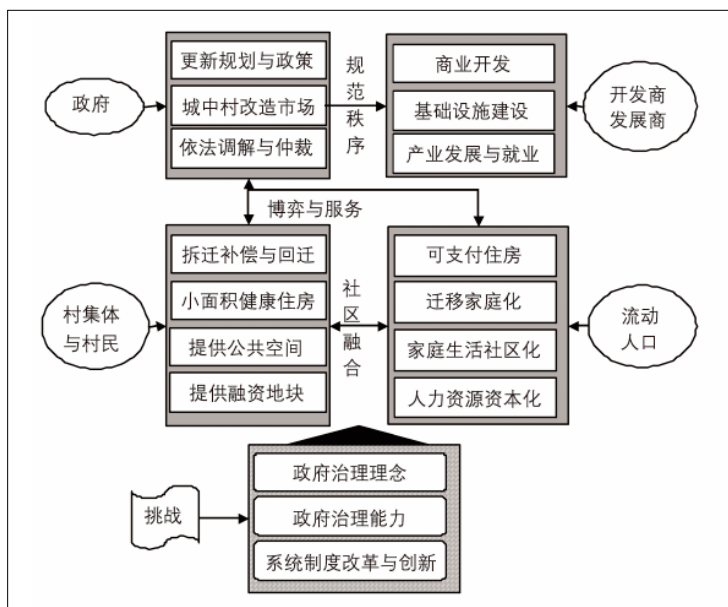 政府
更新规划与政策
城中村改造市场
依法调解与仲裁
规范秩序
商业开发
基础设施建设
产业发展与就业
开发商
发展商
博弈与服务
村集体
与村民
拆迁补偿与回迁
小面积健康住房
提供公共空间
提供融资地块
社区融合
可支付住房
迁移家庭化
家庭生活社区化
人力资源资本化
流动
人口
挑战
政府治理理念
政府治理能力
系统制度改革与创新